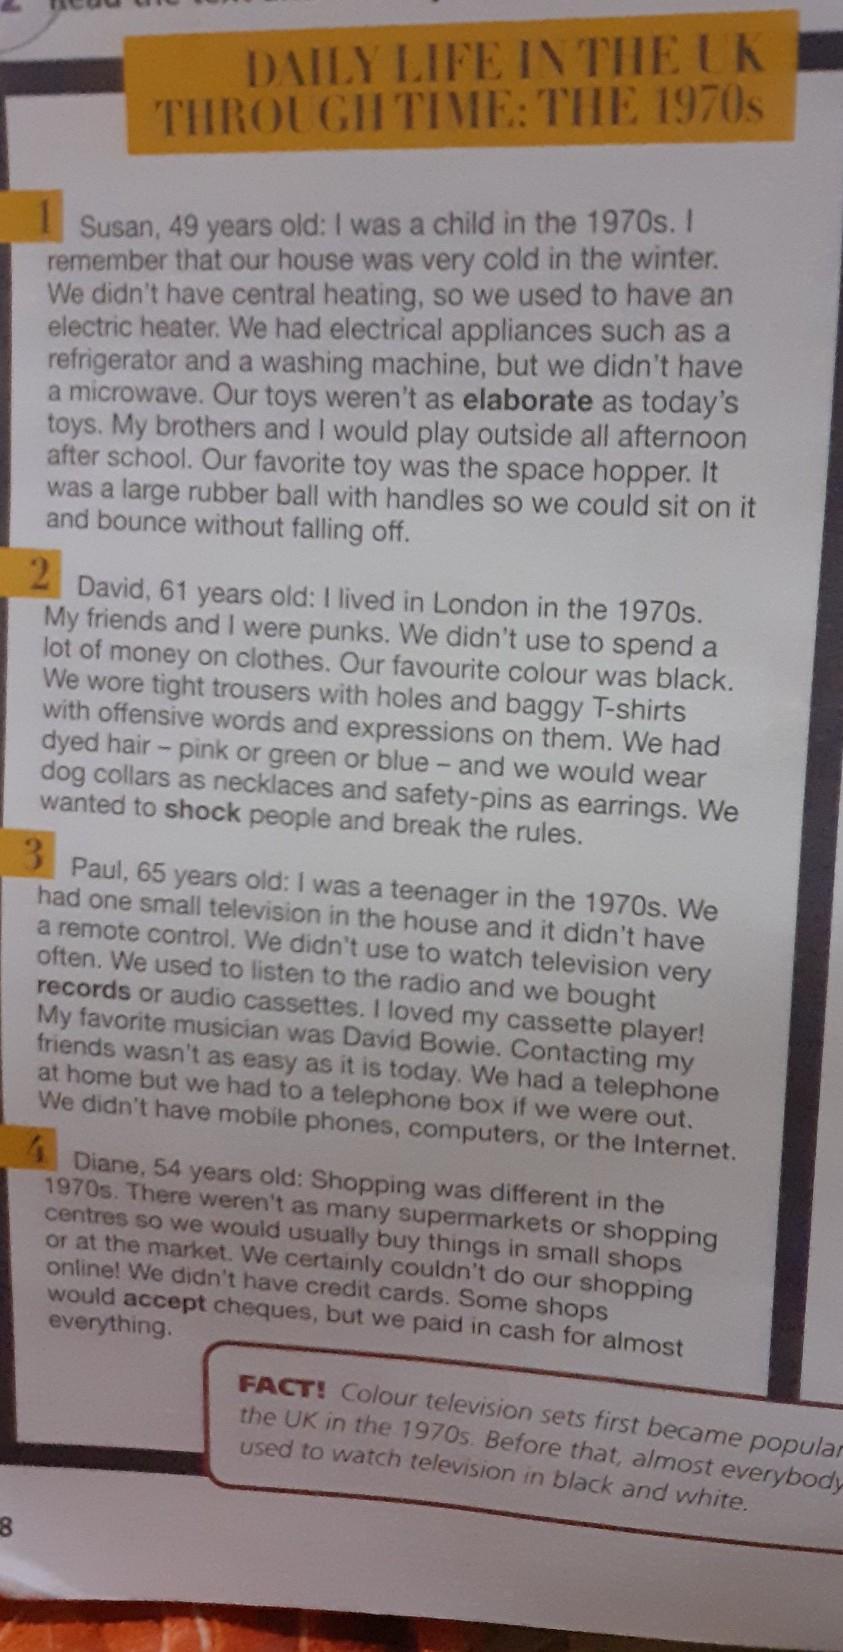 DAILY LIFE IN THE UK
THROUGH TIME: THE 1970s
1 Susan, 49 years old: I was a child in the 1970s. I
remember that our house was very cold in the winter.
We didn't have central heating, so we used to have an
electric heater. We had electrical appliances such as a
refrigerator and a washing machine, but we didn't have
a microwave. Our toys weren't as elaborate as today's
toys. My brothers and I would play outside all afternoon
after school. Our favorite toy was the space hopper. It
was a large rubber ball with handles so we could sit on it
and bounce without falling off.
2 David, 61 years old: I lived in London in the 1970s.
My friends and I were punks. We didn't use to spend a
lot of money on clothes. Our favourite colour was black.
We wore tight trousers with holes and baggy T-shirts
with offensive words and expressions on them. We had
dyed hair – pink or green or blue – and we would wear
dog collars as necklaces and safety-pins as earrings. We
wanted to shock people and break the rules.
3 Paul, 65 years old: I was a teenager in the 1970s. We
had one small television in the house and it didn't have
a remote control. We didn't use to watch television very
often. We used to listen to the radio and we bought
records or audio cassettes. I loved my cassette player!
My favorite musician was David Bowie. Contacting my
friends wasn't as easy as it is today. We had a telephone
at home but we had to a telephone box if we were out.
We didn't have mobile phones, computers, or the Internet.
4 Diane, 54 years old: Shopping was different in the
1970s. There weren't as many supermarkets or shopping
centres so we would usually buy things in small shops
or at the market. We certainly couldn't do our shopping
online! We didn't have credit cards. Some shops
would accept cheques, but we paid in cash for almost
everything.
FACT! Colour television sets first became popular
the UK in the 1970s. Before that, almost everybody
used to watch television in black and white.
8